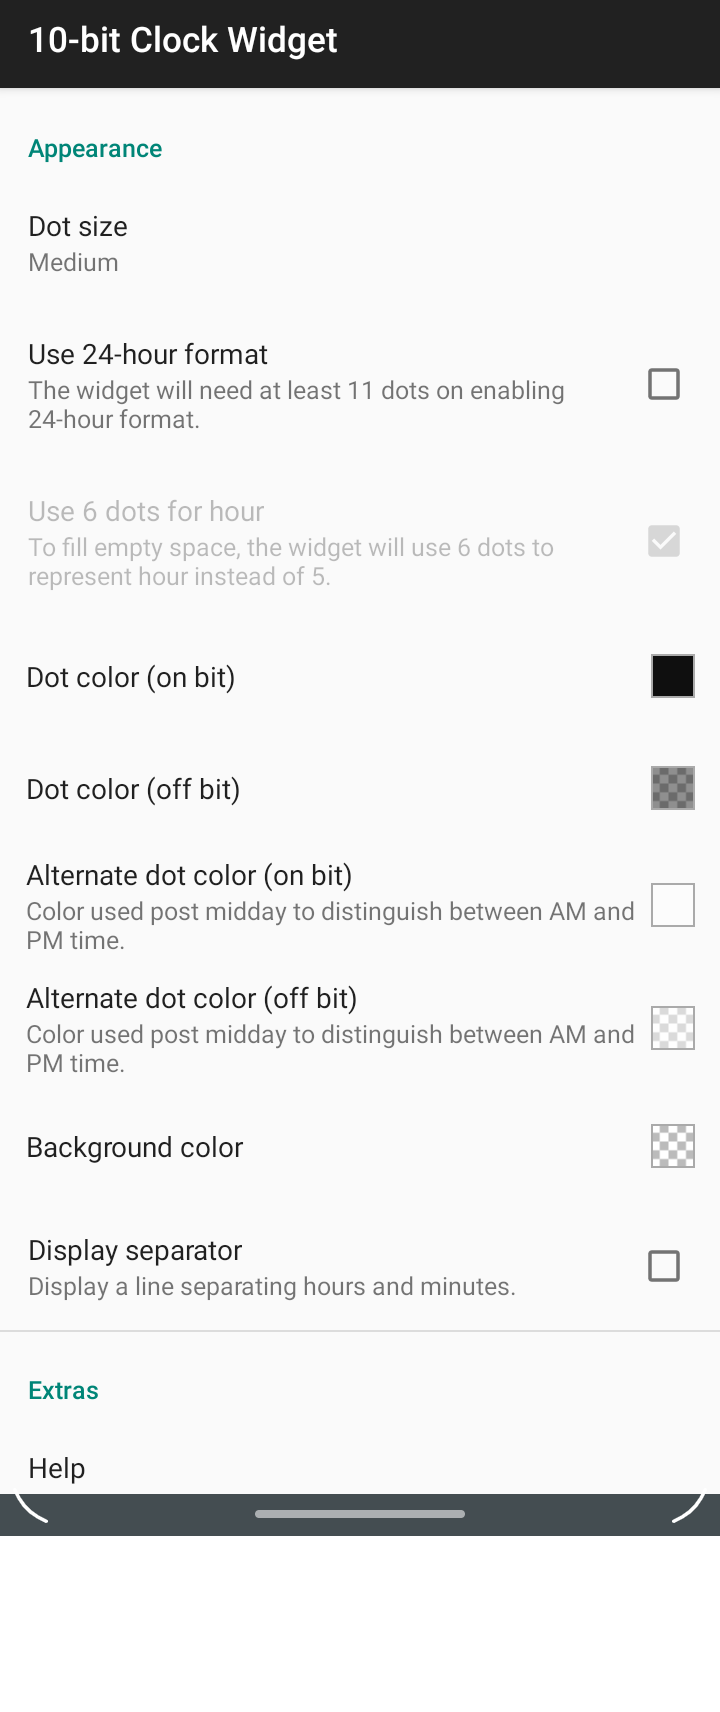 10-bit Clock Widget
Appearance
Dot size
Medium
Use 24-hour format
The widget will need at least 11 dots on enabling
24-hour format.
Use 6 dots for hour
To fill empty space, the widget will use 6 dots to
represent hour instead of 5.
Dot color (on bit)
Dot color (off bit)
Alternate dot color (on bit)
Color used post midday to distinguish between AM and
PM time.
Alternate dot color (off bit)
Color used post midday to distinguish between AM and
PM time.
Background color
Display separator
Display a line separating hours and minutes.
Extras
Help